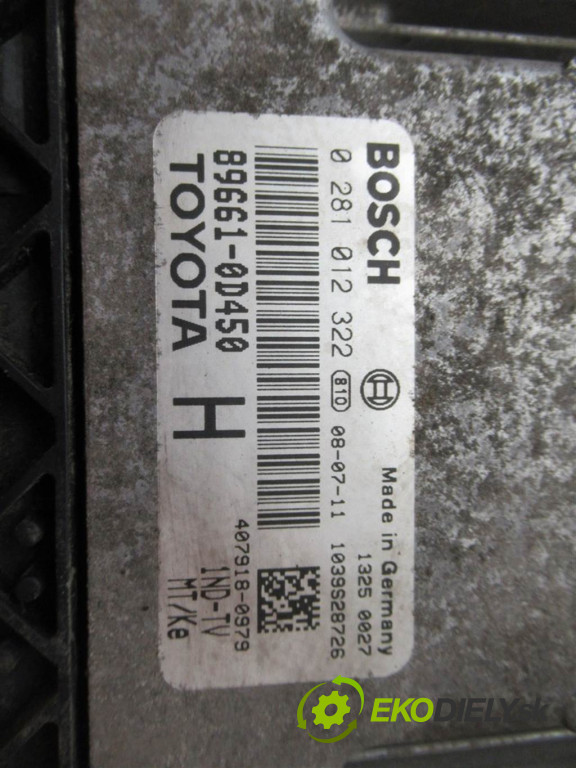 BOSCH
0 281 012 322
810
08-07-11
Made in Germany
1325 0027
1039S28726
89661-0D450
TOYOTA
H
407918-0979
1ND-TV
MT/Ke
EKODIELY.sk